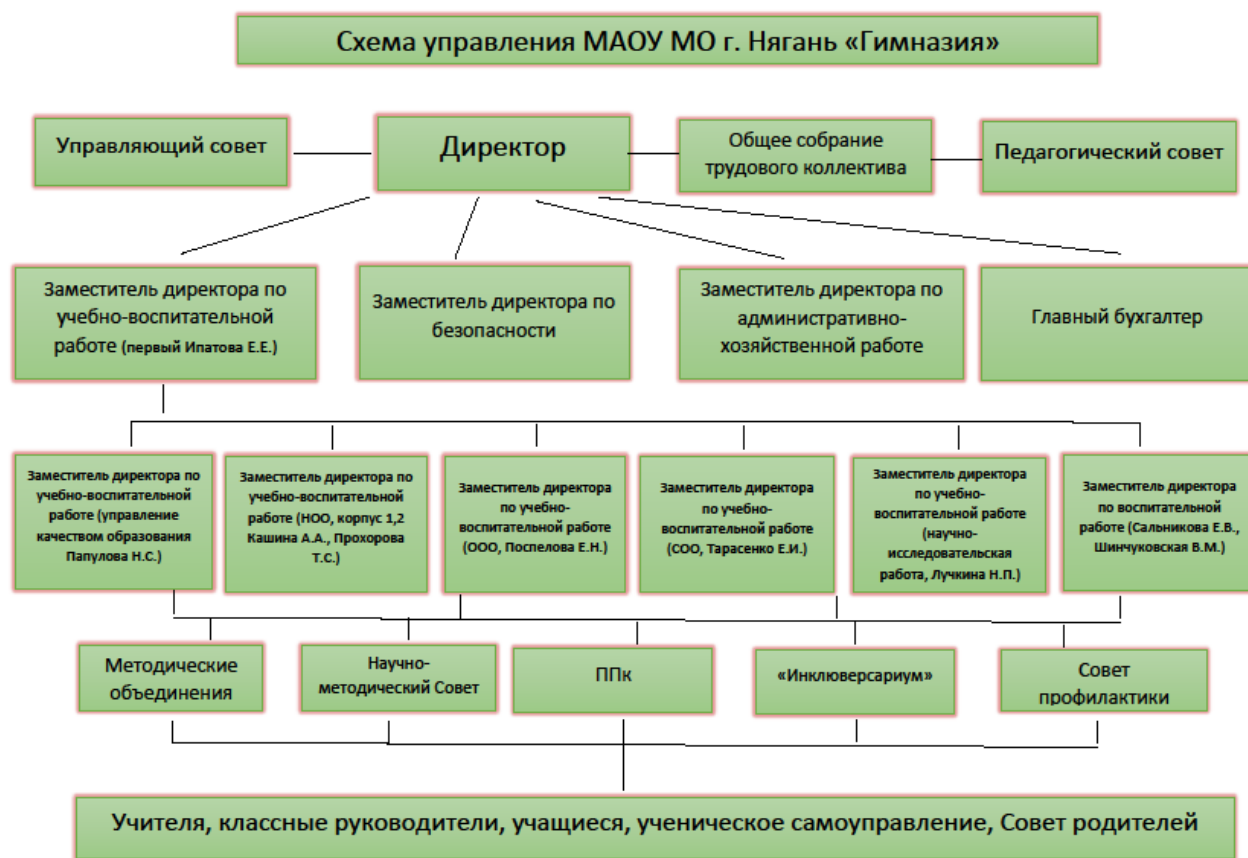 Схема управления МАОУ МО г. Нягань «Гимназия»
Управляющий совет
Директор
Общее собрание
трудового коллектива
Педагогический совет
Заместитель директора по
учебно-воспитательной
работе (первый Ипатова Е.Е.)
Заместитель директора по
безопасности
Заместитель директора по
административно-
хозяйственной работе
Главный бухгалтер
Заместитель директора по
учебно-воспитательной
работе (управление
качеством образования
Папулова Н.С.)
Заместитель директора по
учебно-воспитательной
работе (НОО, корпус 1,2
Кашина А.А., Прохорова
Т.С.)
Заместитель директора
по учебно-
воспитательной работе
(ООО, Поспелова Е.Н.)
Заместитель директора
по учебно-
воспитательной работе
(СОО, Тарасенко Е.И.)
Заместитель директора
по учебно-
воспитательной работе
(научно-
исследовательская
работа, Лучкина Н.П.)
Заместитель директора
по воспитательной
работе (Сальникова Е.В.,
Шинчуковская В.М.)
Методические
объединения
Научно-
методический Совет
ППк
«Инклюверсариум»
Совет
профилактики
Учителя, классные руководители, учащиеся, ученическое самоуправление, Совет родителей